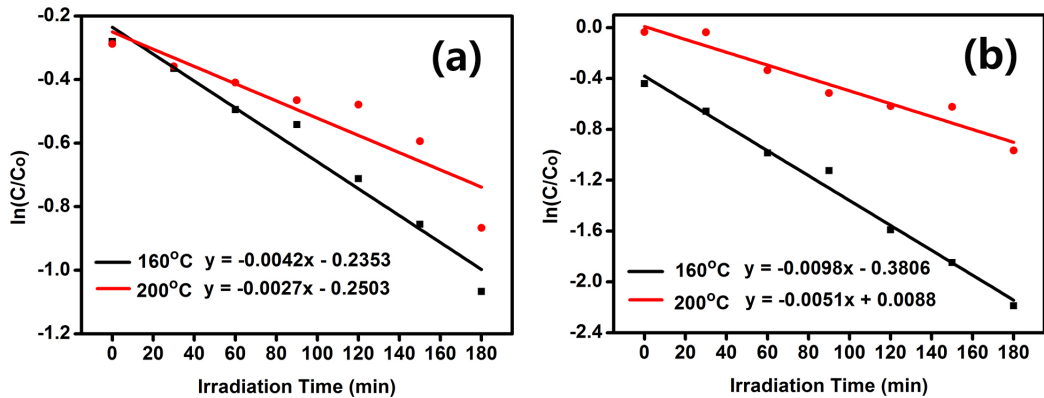 (a)
ln(C/Co)
-0.2
-0.4
-0.6
-0.8
-1.0
-1.2
160°C y = -0.0042x - 0.2353
200°C y = -0.0027x - 0.2503
0 20 40 60 80 100 120 140 160 180
Irradiation Time (min)
(b)
ln(C/Co)
0.0
-0.4
-0.8
-1.2
-1.6
-2.0
-2.4
160°C y = -0.0098x - 0.3806
200°C y = -0.0051x + 0.0088
0 20 40 60 80 100 120 140 160 180
Irradiation Time (min)